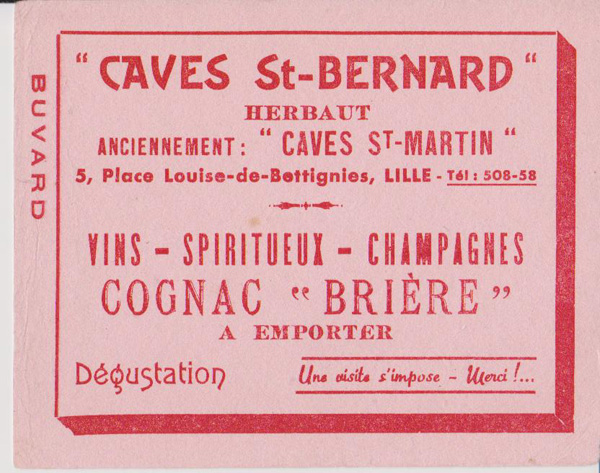 BUVARD
" CAVES St-BERNARD "
HERBAUT
ANCIENNEMENT : " CAVES ST-MARTIN "
5, Place Louise-de-Bettignies, LILLE - Tél : 508-58
VINS - SPIRITUEUX - CHAMPAGNES
COGNAC " BRIÈRE "
A EMPORTER
Dégustation
Une visite s'impose - Merci !...